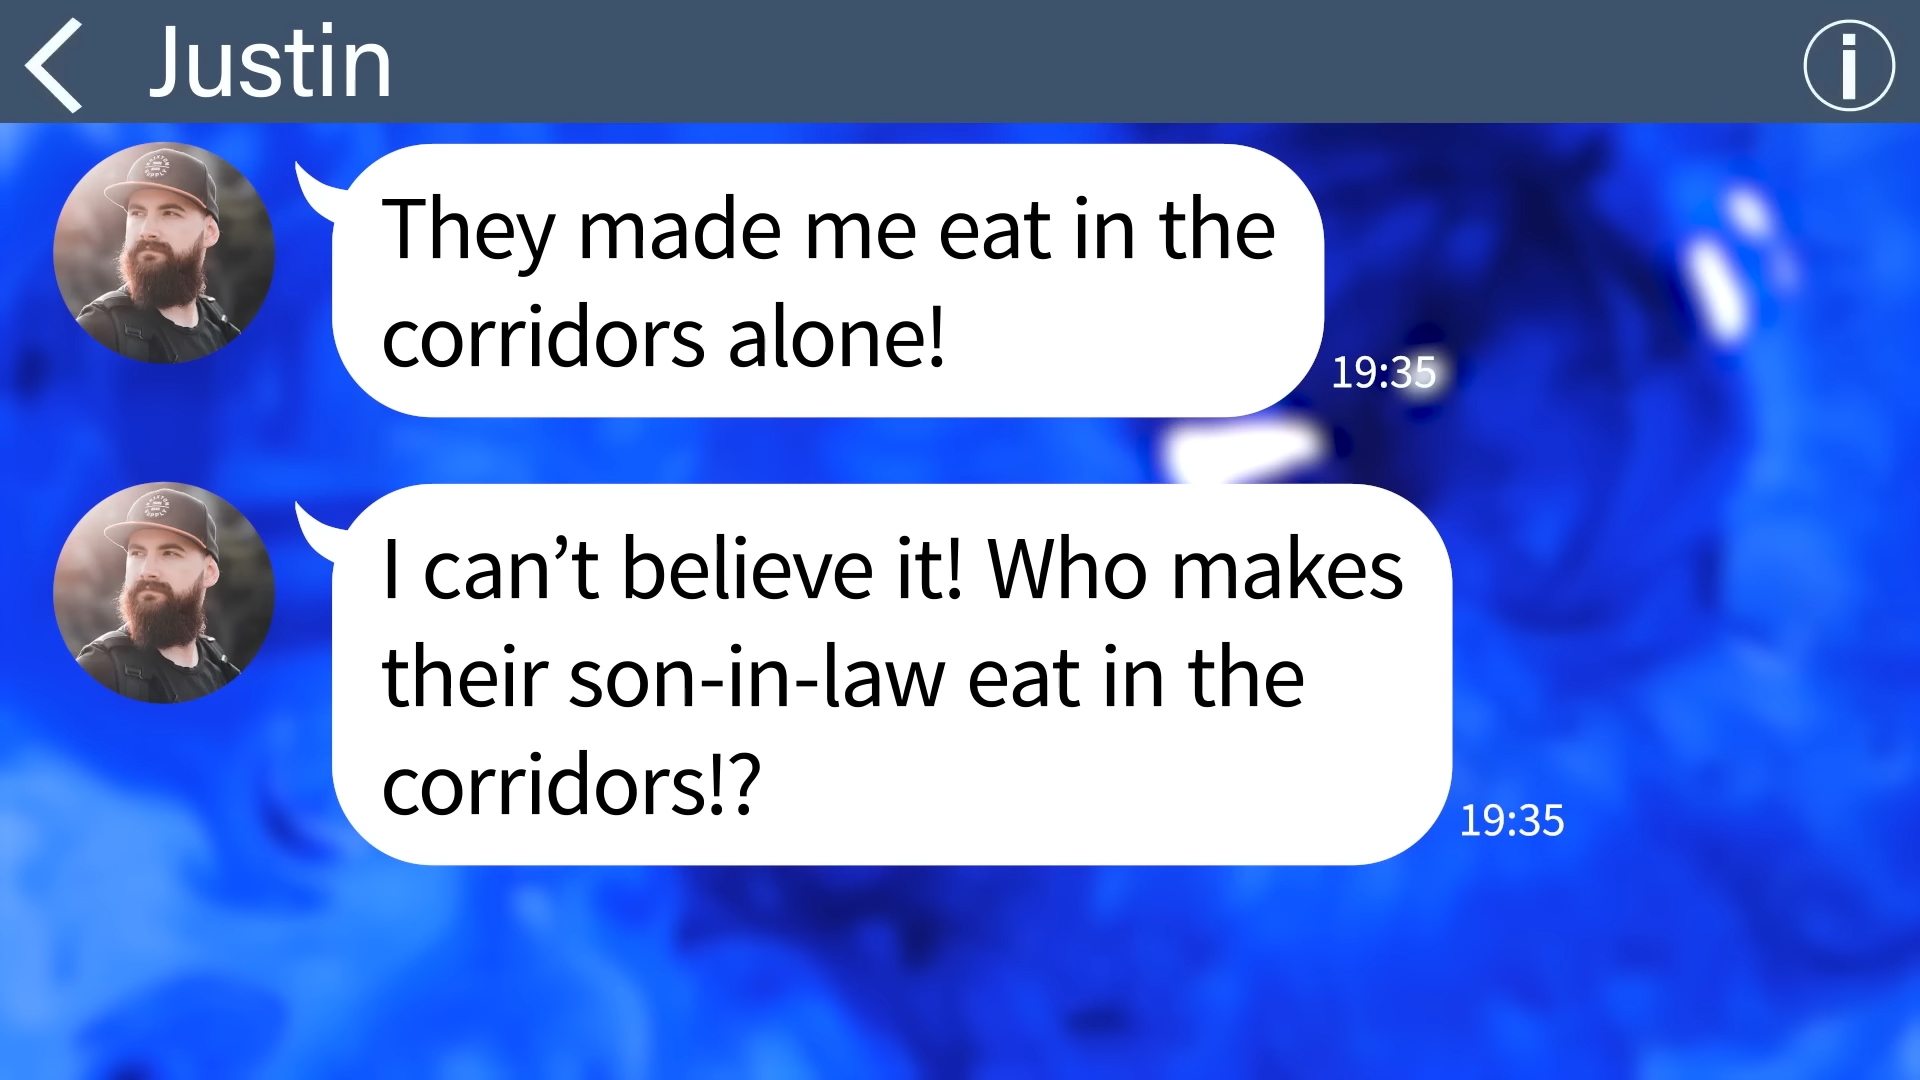 Justin
They made me eat in the
corridors alone!
19:35
I can’t believe it! Who makes
their son-in-law eat in the
corridors!?
19:35